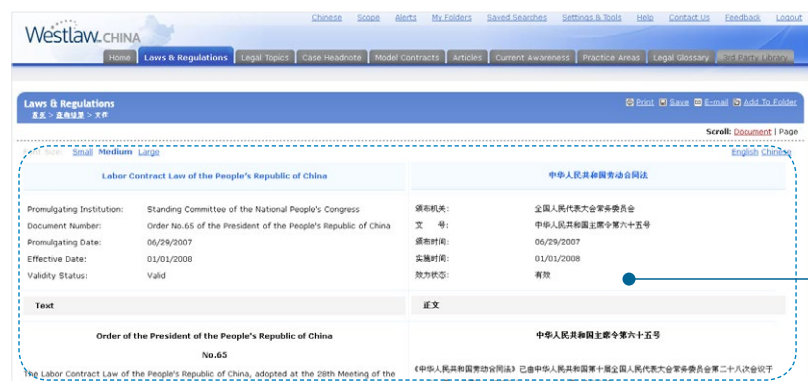 Chinese Scope Alerts My Folders Saved Searches Settings & Tools Help Contact Us Feedback Logout
Westlaw.CHINA
Home Laws & Regulations Legal Topics Case Headnote Model Contracts Articles Current Awareness Practice Areas Legal Glossary 3rd Party Library
Laws & Regulations
Print Save E-mail Add To Folder
首页 > 查询结果 > 文件
Scroll: Document | Page
Font Size: Small Medium Large
English Chinese
Labor Contract Law of the People's Republic of China
中华人民共和国劳动合同法
Promulgating Institution: Standing Committee of the National People's Congress
颁布机关: 全国人民代表大会常务委员会
Document Number: Order No.65 of the President of the People's Republic of China
文 号: 中华人民共和国主席令第六十五号
Promulgating Date: 06/29/2007
颁布时间: 06/29/2007
Effective Date: 01/01/2008
实施时间: 01/01/2008
Validity Status: Valid
效力状态: 有效
Text
正文
Order of the President of the People's Republic of China
中华人民共和国主席令第六十五号
No.65
The Labor Contract Law of the People's Republic of China, adopted at the 28th Meeting of the
《中华人民共和国劳动合同法》已由中华人民共和国第十届全国人民代表大会常务委员会第二十八次会议于